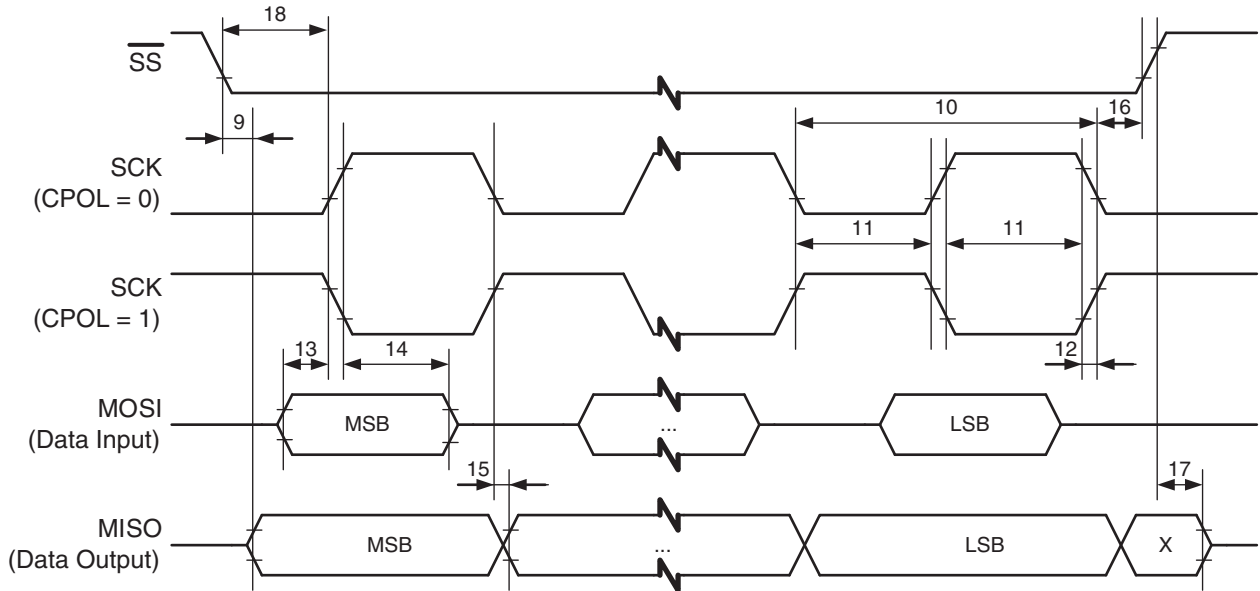 18
SS
10
9
16
SCK
(CPOL = 0)
11
11
SCK
(CPOL = 1)
13
14
12
MOSI
(Data Input)
MSB
...
LSB
15
17
MISO
(Data Output)
MSB
...
LSB
X